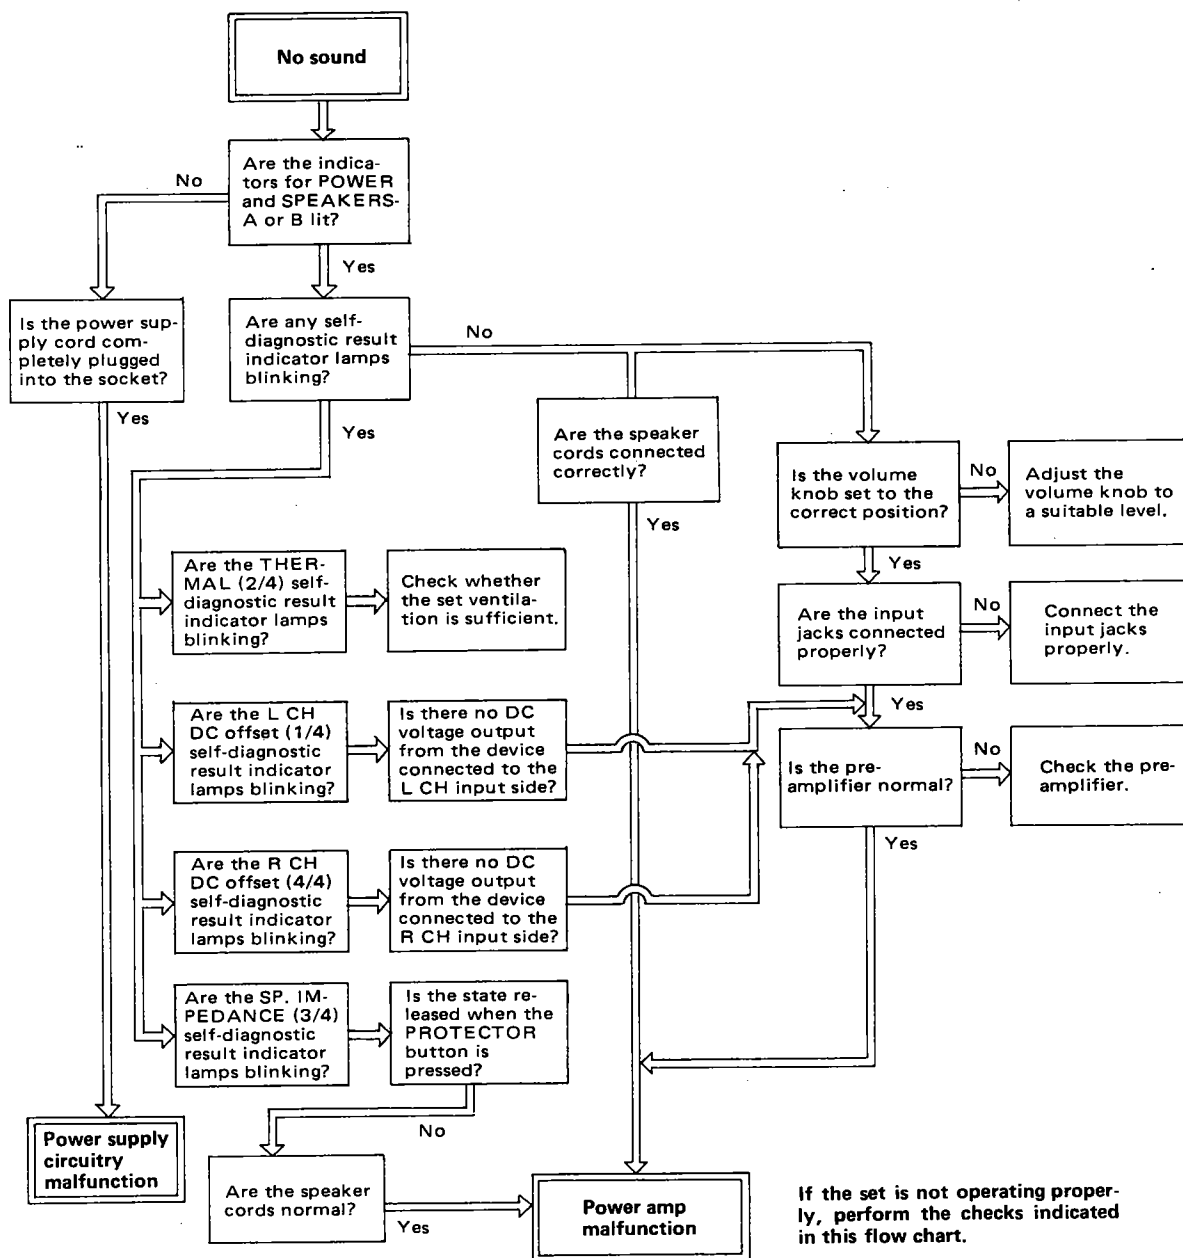 No sound
Are the indica-
tors for POWER
and SPEAKERS-
A or B lit?
No
Yes
Is the power sup-
ply cord com-
pletely plugged
into the socket?
Yes
Are any self-
diagnostic result
indicator lamps
blinking?
No
Yes
Are the speaker
cords connected
correctly?
Yes
Is the volume
knob set to the
correct position?
No
Adjust the
volume knob to
a suitable level.
Yes
Are the THER-
MAL (2/4) self-
diagnostic result
indicator lamps
blinking?
Check whether
the set ventila-
tion is sufficient.
Are the input
jacks connected
properly?
No
Connect the
input jacks
properly.
Yes
Are the L CH
DC offset (1/4)
self-diagnostic
result indicator
lamps blinking?
Is there no DC
voltage output
from the device
connected to the
L CH input side?
Is the pre-
amplifier normal?
No
Check the pre-
amplifier.
Yes
Are the R CH
DC offset (4/4)
self-diagnostic
result indicator
lamps blinking?
Is there no DC
voltage output
from the device
connected to the
R CH input side?
Are the SP. IM-
PEDANCE (3/4)
self-diagnostic
result indicator
lamps blinking?
Is the state re-
leased when the
PROTECTOR
button is
pressed?
No
Power supply
circuitry
malfunction
Are the speaker
cords normal?
Yes
Power amp
malfunction
If the set is not operating proper-
ly, perform the checks indicated
in this flow chart.